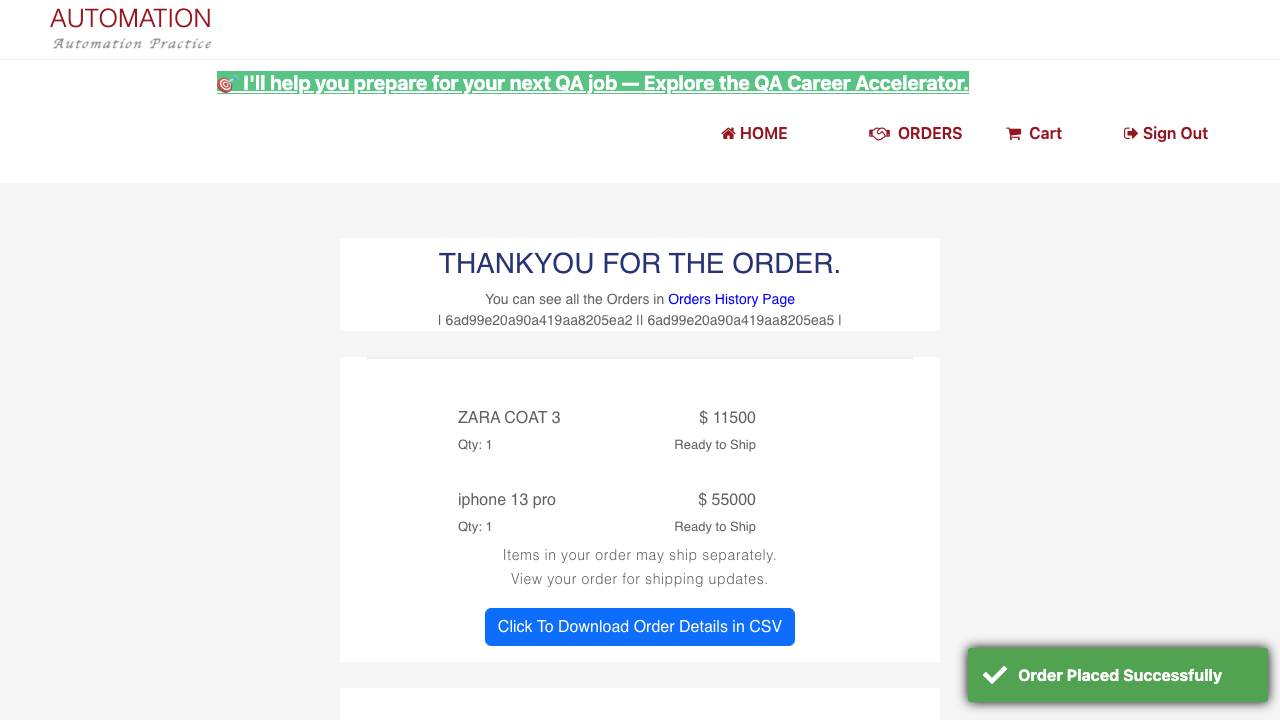 AUTOMATION
Automation Practice
🎯 I'll help you prepare for your next QA job — Explore the QA Career Accelerator.
HOME
ORDERS
Cart
Sign Out
THANKYOU FOR THE ORDER.
You can see all the Orders in Orders History Page
| 6ad99e20a90a419aa8205ea2 || 6ad99e20a90a419aa8205ea5 |
ZARA COAT 3 $ 11500
Qty: 1 Ready to Ship
iphone 13 pro $ 55000
Qty: 1 Ready to Ship
Items in your order may ship separately.
View your order for shipping updates.
Click To Download Order Details in CSV
Order Placed Successfully